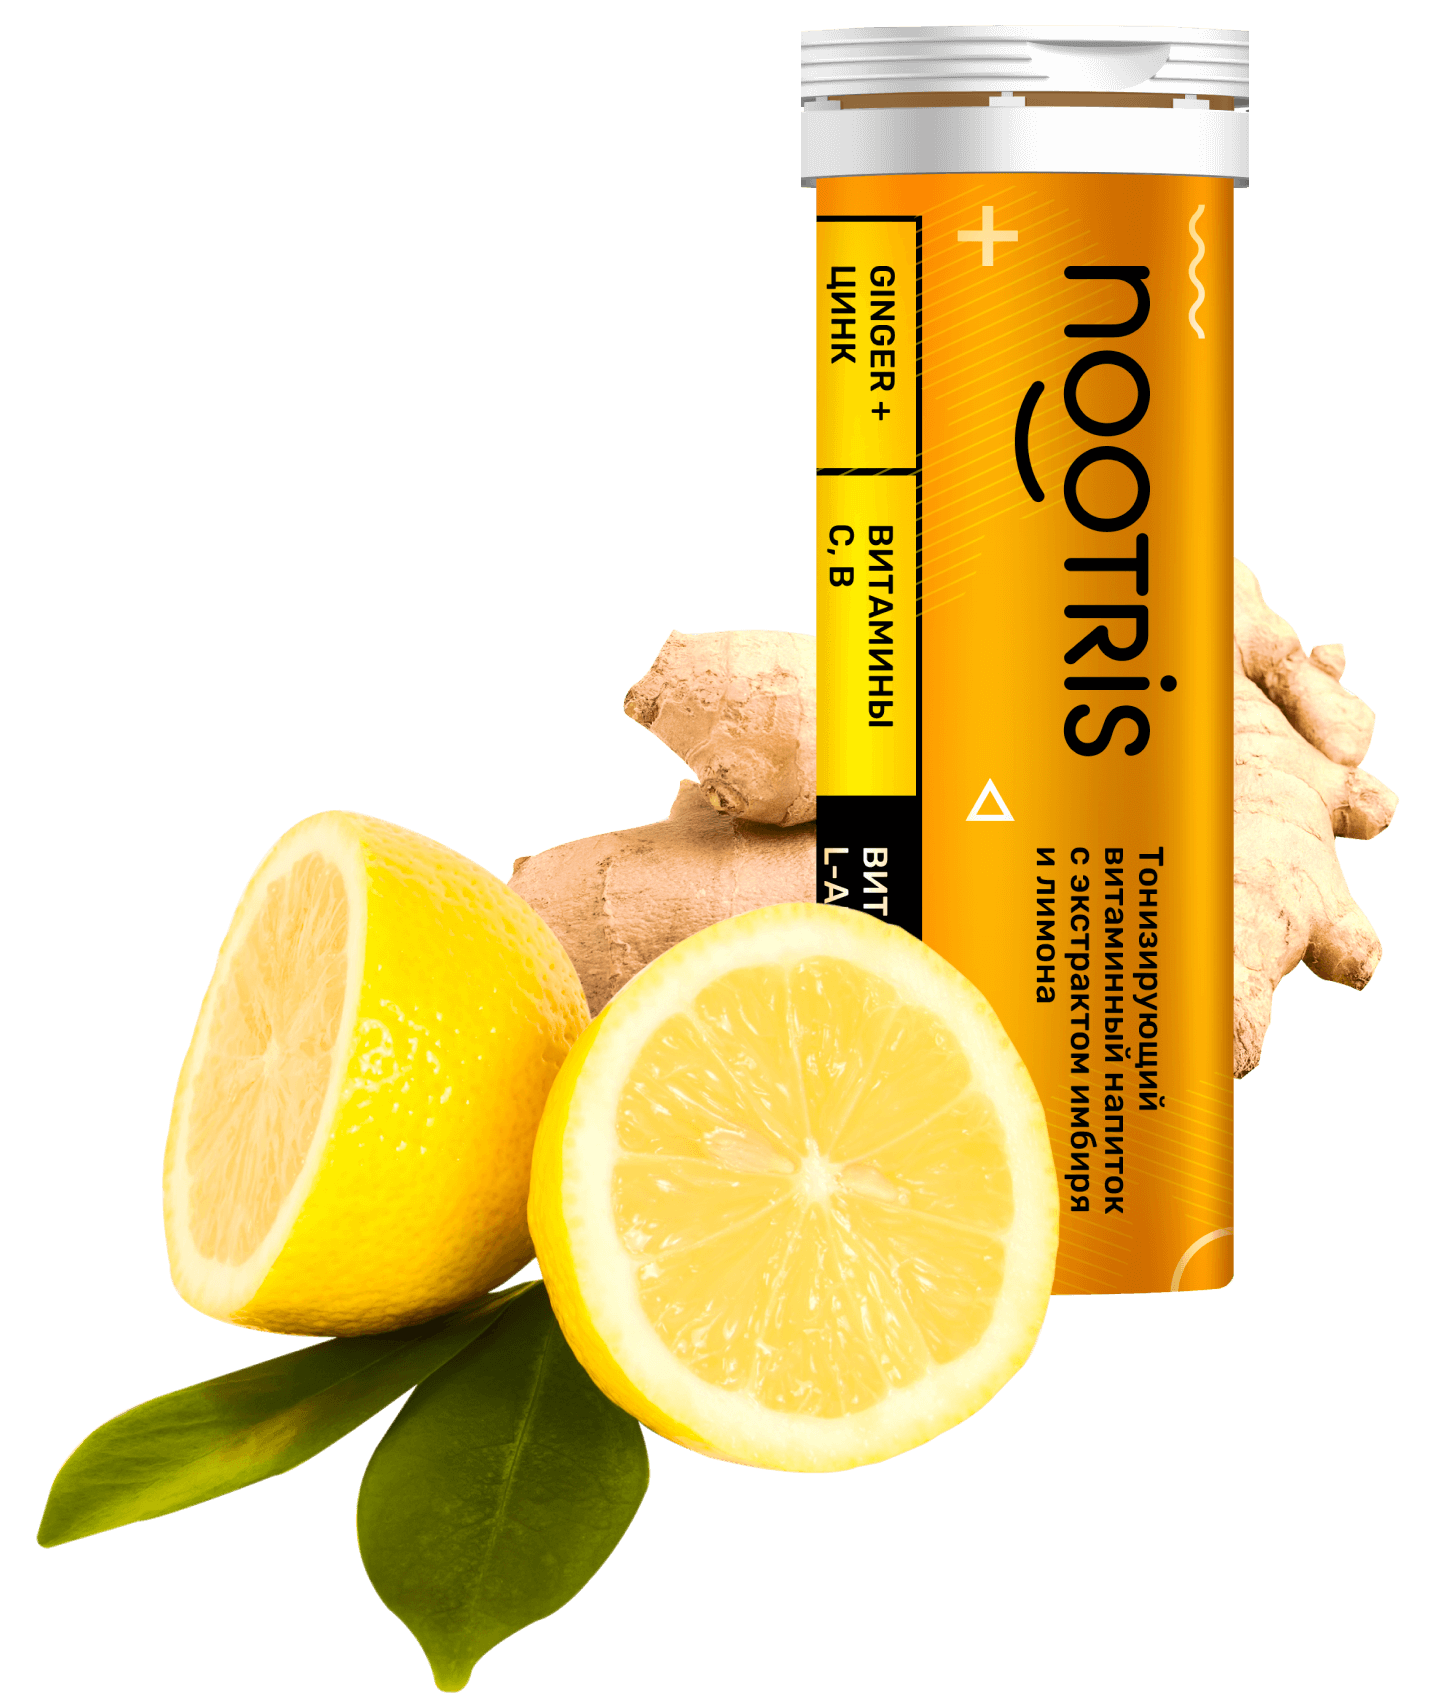 nooTRiS
Тонизирующий
витаминный напиток
с экстрактом имбиря
и лимона
GINGER +
ЦИНК
ВИТАМИНЫ
С, В